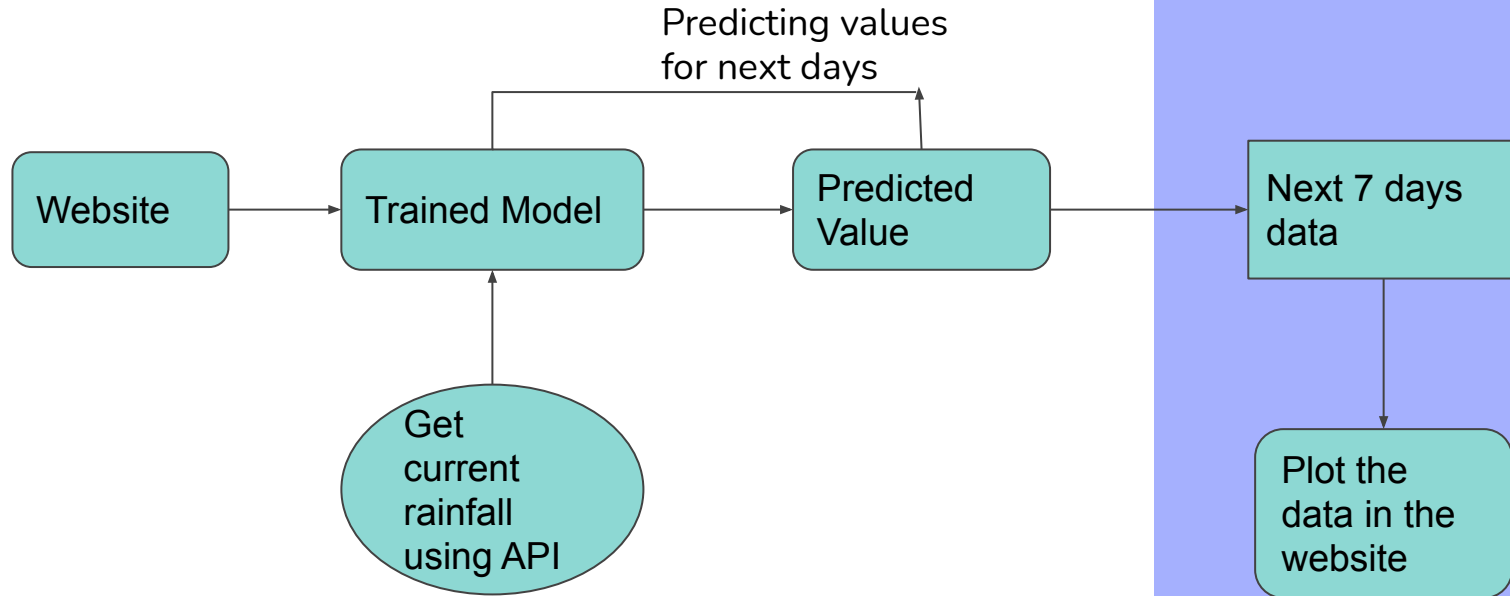 Predicting values
for next days
Website
Trained Model
Predicted
Value
Next 7 days
data
Get
current
rainfall
using API
Plot the
data in the
website